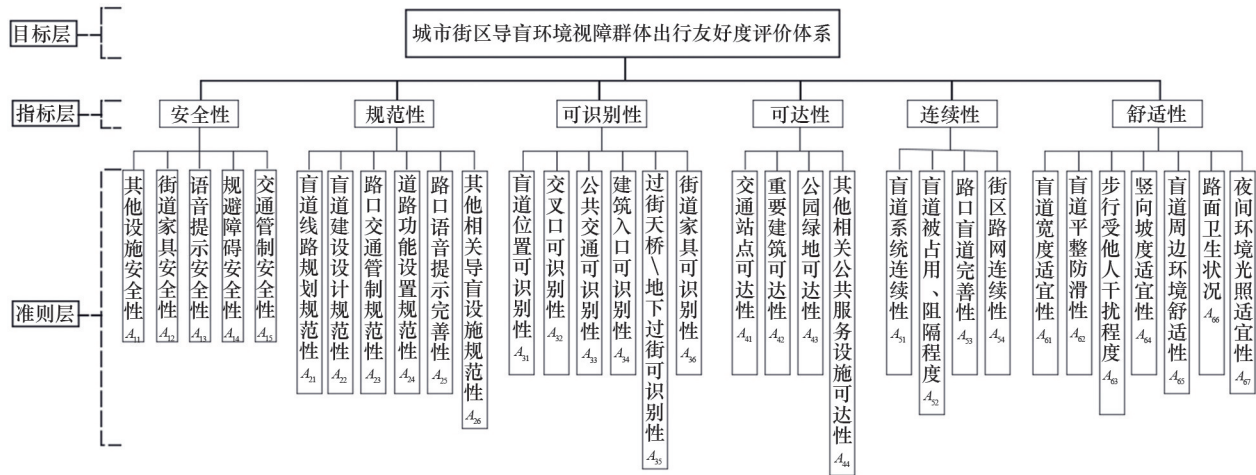 目标层
城市街区导盲环境视障群体出行友好度评价体系
指标层
安全性
规范性
可识别性
可达性
连续性
舒适性
准则层
其他设施安全性 A11
街道家具安全性 A12
语音提示安全性 A13
规避障碍安全性 A14
交通管制安全性 A15
盲道线路规划规范性 A21
盲道建设设计规范性 A22
路口交通管制规范性 A23
道路功能设置规范性 A24
路口语音提示完善性 A25
其他相关导盲设施规范性 A26
盲道位置可识别性 A31
交叉口可识别性 A32
公共交通可识别性 A33
建筑入口可识别性 A34
过街天桥\地下过街可识别性 A35
街道家具可识别性 A36
交通站点可达性 A41
重要建筑可达性 A42
公园绿地可达性 A43
其他相关公共服务设施可达性 A44
盲道系统连续性 A51
盲道被占用、阻隔程度 A52
路口盲道完善性 A53
街区路网连续性 A54
盲道宽度适宜性 A61
盲道平整防滑性 A62
步行受他人干扰程度 A63
竖向坡度适宜性 A64
盲道周边环境舒适性 A65
路面卫生状况 A66
夜间环境光照适宜性 A67